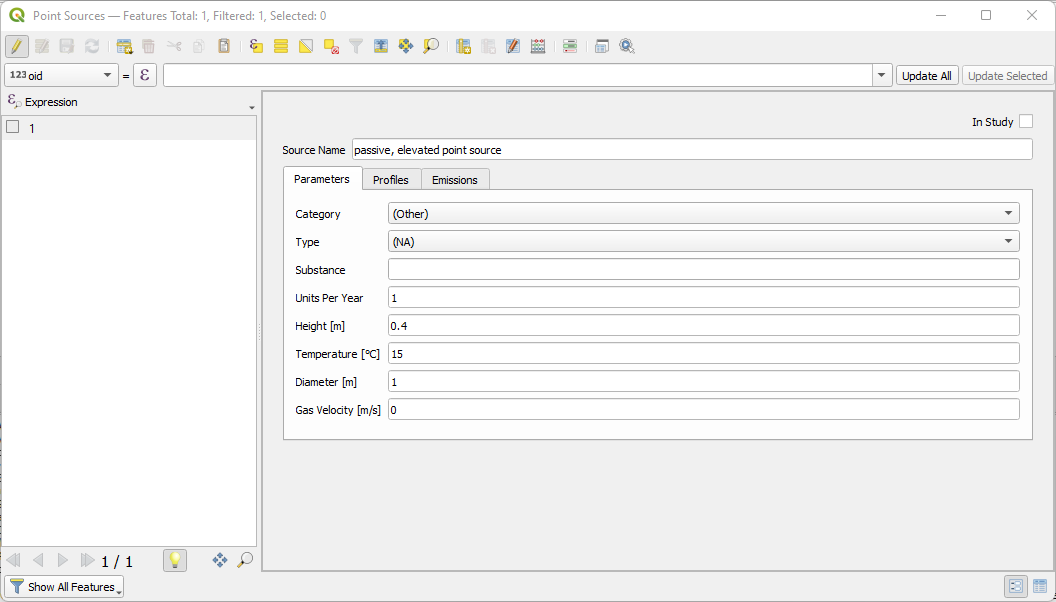 Point Sources — Features Total: 1, Filtered: 1, Selected: 0
123 oid = ε Update All Update Selected
ε Expression
1
In Study
Source Name passive, elevated point source
Parameters Profiles Emissions
Category (Other)
Type (NA)
Substance
Units Per Year 1
Height [m] 0.4
Temperature [°C] 15
Diameter [m] 1
Gas Velocity [m/s] 0
1 / 1
Show All Features